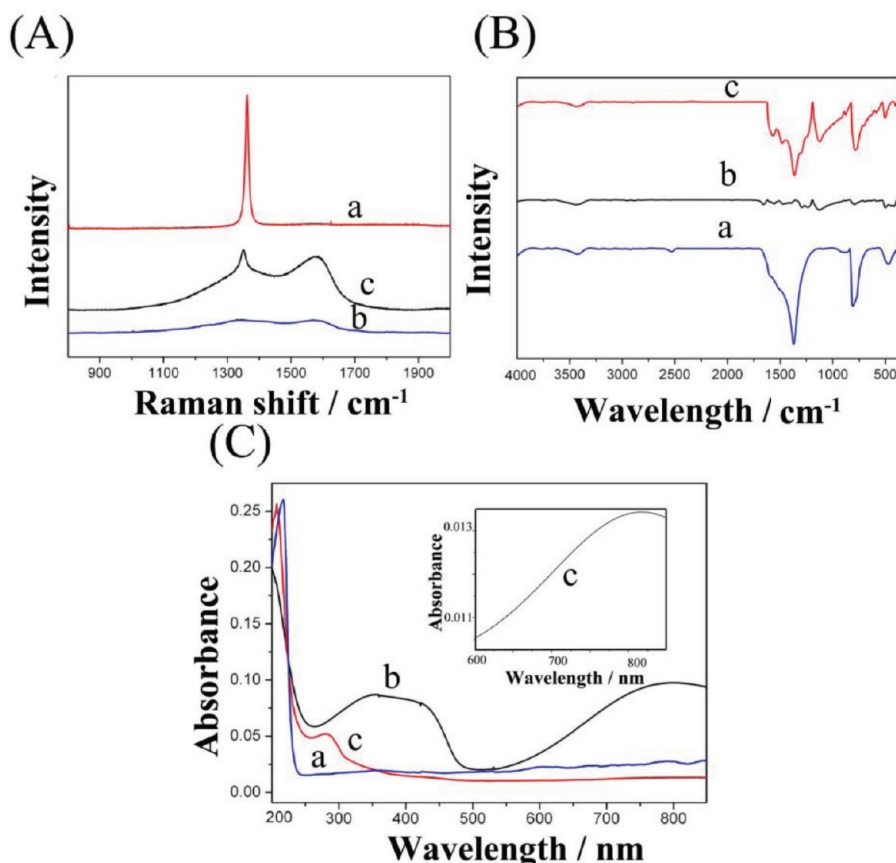 (A)
(B)
a
c
b
Intensity
900 1100 1300 1500 1700 1900
Raman shift / cm-1
c
b
a
Intensity
4000 3500 3000 2500 2000 1500 1000 500
Wavelength / cm-1
(C)
0.25
0.20
0.15
0.10
0.05
0.00
Absorbance
b
a c
200 300 400 500 600 700 800
Wavelength / nm
0.013
0.011
Absorbance
c
600 700 800
Wavelength / nm